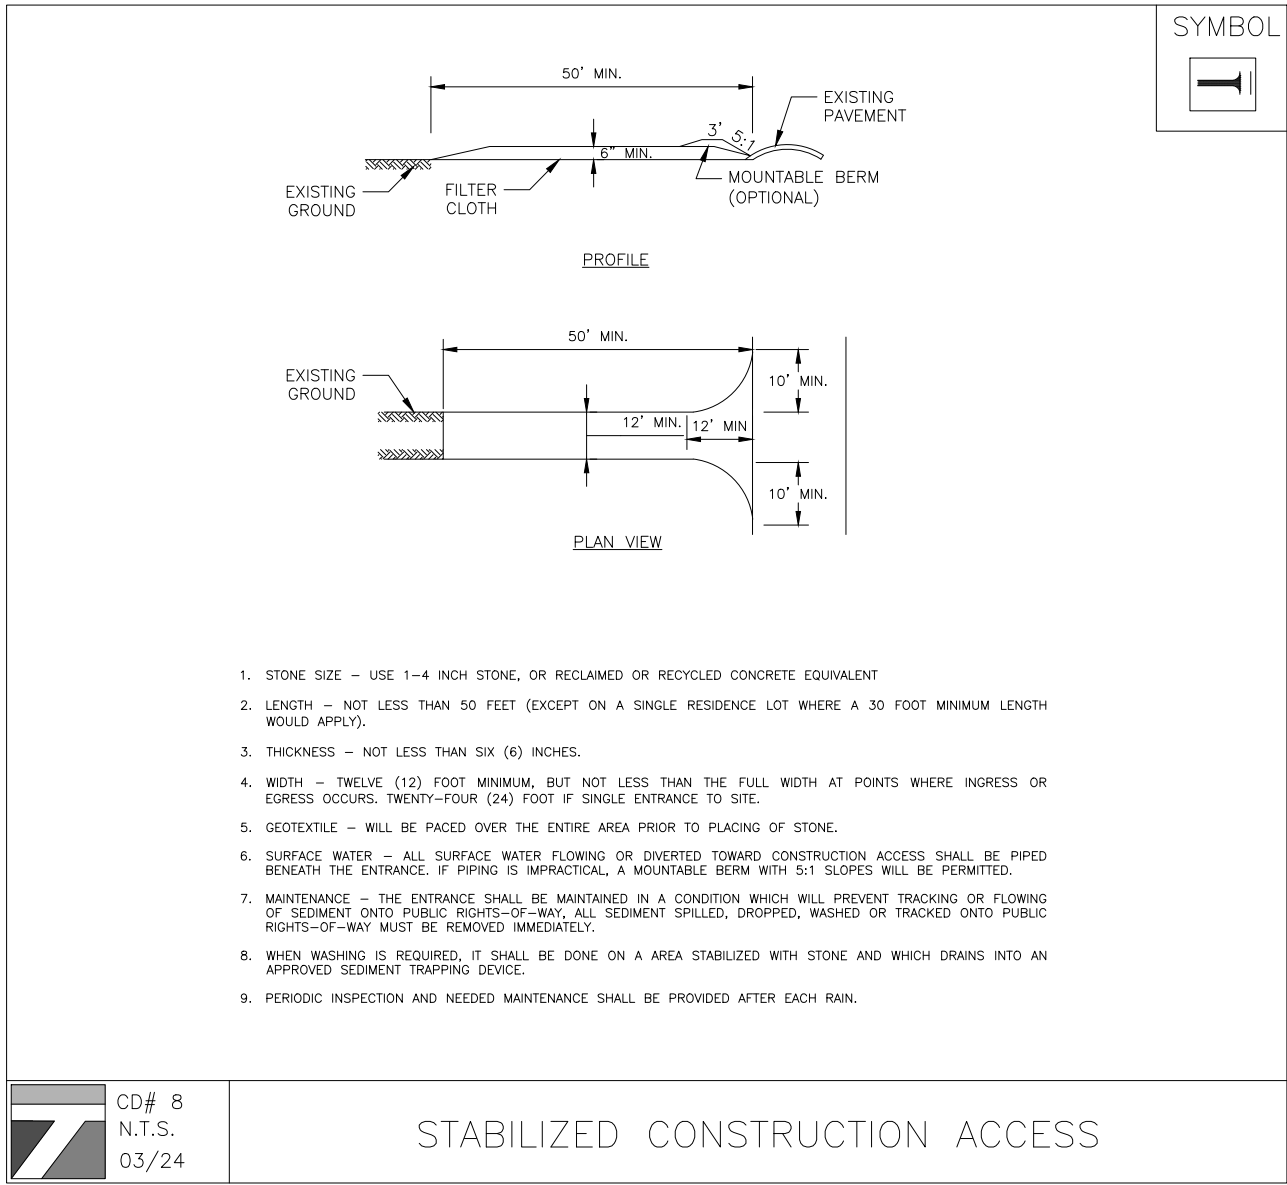 SYMBOL
50' MIN.
EXISTING
PAVEMENT
3' 5:1
6" MIN.
EXISTING
GROUND
FILTER
CLOTH
MOUNTABLE BERM
(OPTIONAL)
PROFILE
50' MIN.
EXISTING
GROUND
10' MIN.
12' MIN. 12' MIN
10' MIN.
PLAN VIEW
1. STONE SIZE – USE 1–4 INCH STONE, OR RECLAIMED OR RECYCLED CONCRETE EQUIVALENT
2. LENGTH – NOT LESS THAN 50 FEET (EXCEPT ON A SINGLE RESIDENCE LOT WHERE A 30 FOOT MINIMUM LENGTH
WOULD APPLY).
3. THICKNESS – NOT LESS THAN SIX (6) INCHES.
4. WIDTH – TWELVE (12) FOOT MINIMUM, BUT NOT LESS THAN THE FULL WIDTH AT POINTS WHERE INGRESS OR
EGRESS OCCURS. TWENTY–FOUR (24) FOOT IF SINGLE ENTRANCE TO SITE.
5. GEOTEXTILE – WILL BE PACED OVER THE ENTIRE AREA PRIOR TO PLACING OF STONE.
6. SURFACE WATER – ALL SURFACE WATER FLOWING OR DIVERTED TOWARD CONSTRUCTION ACCESS SHALL BE PIPED
BENEATH THE ENTRANCE. IF PIPING IS IMPRACTICAL, A MOUNTABLE BERM WITH 5:1 SLOPES WILL BE PERMITTED.
7. MAINTENANCE – THE ENTRANCE SHALL BE MAINTAINED IN A CONDITION WHICH WILL PREVENT TRACKING OR FLOWING
OF SEDIMENT ONTO PUBLIC RIGHTS–OF–WAY, ALL SEDIMENT SPILLED, DROPPED, WASHED OR TRACKED ONTO PUBLIC
RIGHTS–OF–WAY MUST BE REMOVED IMMEDIATELY.
8. WHEN WASHING IS REQUIRED, IT SHALL BE DONE ON A AREA STABILIZED WITH STONE AND WHICH DRAINS INTO AN
APPROVED SEDIMENT TRAPPING DEVICE.
9. PERIODIC INSPECTION AND NEEDED MAINTENANCE SHALL BE PROVIDED AFTER EACH RAIN.
CD# 8
N.T.S.
03/24
STABILIZED CONSTRUCTION ACCESS